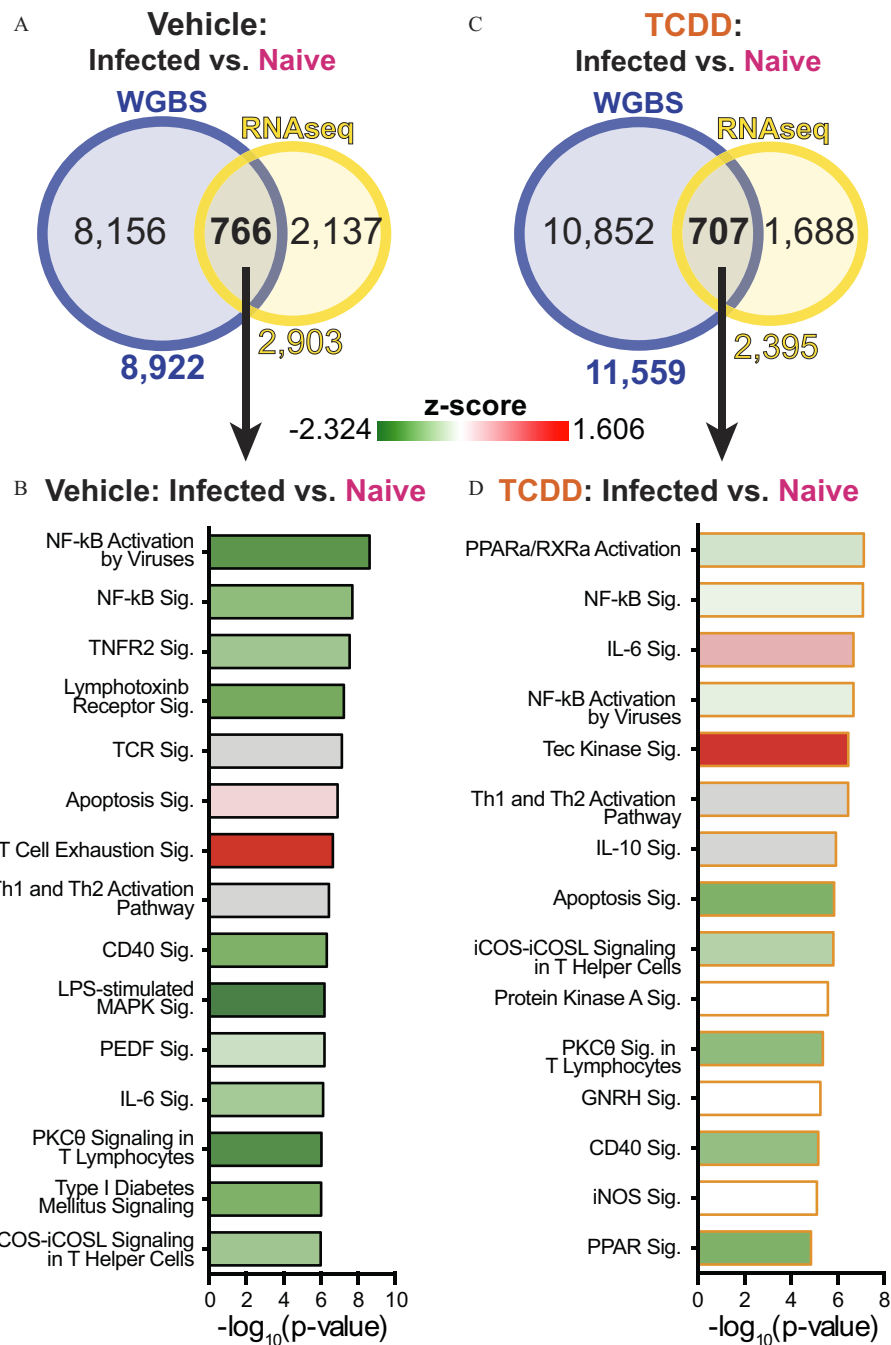 A
Vehicle:
Infected vs. Naive
WGBS
RNAseq
8,156
766
2,137
2,903
8,922
C
TCDD:
Infected vs. Naive
WGBS
RNAseq
10,852
707
1,688
2,395
11,559
z-score
-2.324
1.606
B
Vehicle: Infected vs. Naive
NF-kB Activation
by Viruses
NF-kB Sig.
TNFR2 Sig.
Lymphotoxinb
Receptor Sig.
TCR Sig.
Apoptosis Sig.
T Cell Exhaustion Sig.
Th1 and Th2 Activation
Pathway
CD40 Sig.
LPS-stimulated
MAPK Sig.
PEDF Sig.
IL-6 Sig.
PKCθ Signaling in
T Lymphocytes
Type I Diabetes
Mellitus Signaling
COS-iCOSL Signaling
in T Helper Cells
0 2 4 6 8 10
-log10(p-value)
D
TCDD: Infected vs. Naive
PPARa/RXRa Activation
NF-kB Sig.
IL-6 Sig.
NF-kB Activation
by Viruses
Tec Kinase Sig.
Th1 and Th2 Activation
Pathway
IL-10 Sig.
Apoptosis Sig.
iCOS-iCOSL Signaling
in T Helper Cells
Protein Kinase A Sig.
PKCθ Sig. in
T Lymphocytes
GNRH Sig.
CD40 Sig.
iNOS Sig.
PPAR Sig.
0 2 4 6 8
-log10(p-value)